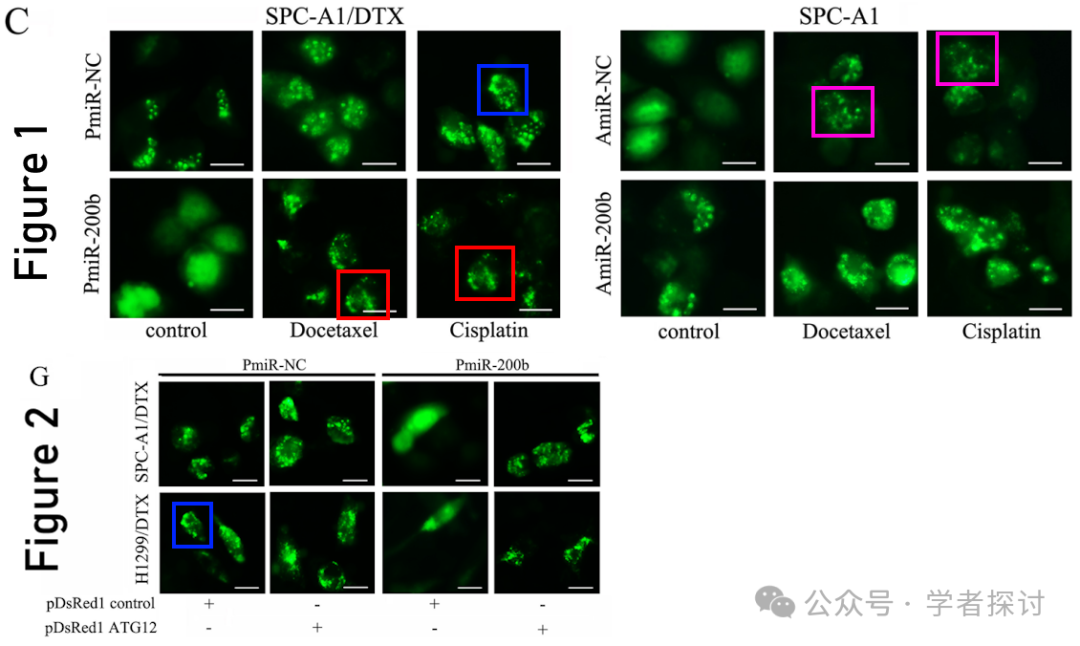 C
SPC-A1/DTX
SPC-A1
Figure 1
PmiR-NC
AmiR-NC
PmiR-200b
AmiR-200b
control
Docetaxel
Cisplatin
control
Docetaxel
Cisplatin
G
PmiR-NC
PmiR-200b
Figure 2
SPC-A1/DTX
H1299/DTX
pDsRed1 control + - + -
pDsRed1 ATG12 - + - +
公众号 · 学者探讨